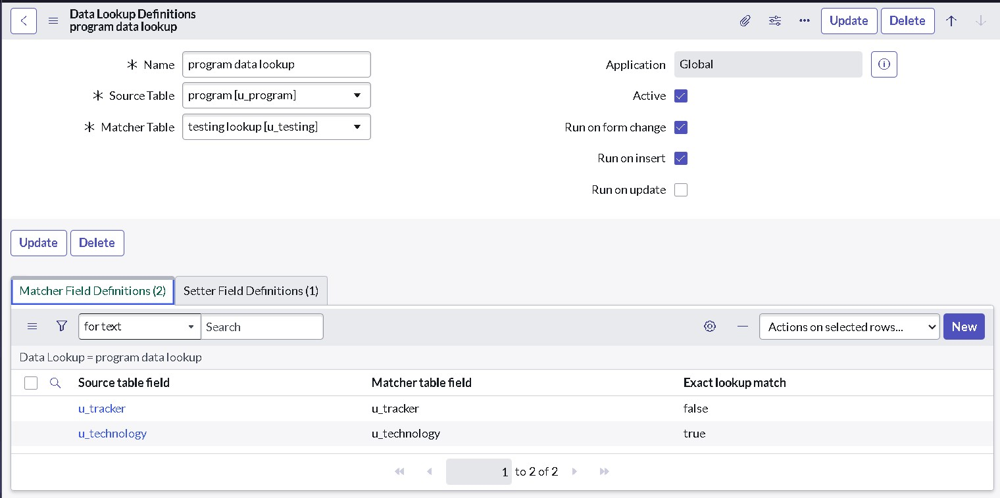 Data Lookup Definitions
program data lookup
Update
Delete
Name
program data lookup
Source Table
program [u_program]
Matcher Table
testing lookup [u_testing]
Application
Global
Active
Run on form change
Run on insert
Run on update
Update
Delete
Matcher Field Definitions (2)
Setter Field Definitions (1)
for text
Search
Actions on selected rows...
New
Data Lookup = program data lookup
Source table field Matcher table field Exact lookup match
u_tracker u_tracker false
u_technology u_technology true
1 to 2 of 2